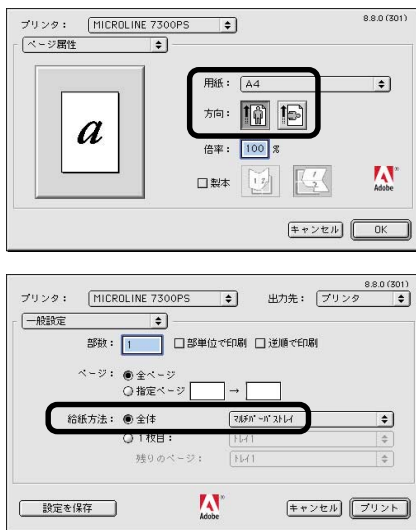 プリンタ： MICROLINE 7300PS 8.8.0 (301)
ページ属性
用紙： A4
a
方向：
倍率： 100 %
製本
Adobe
キャンセル OK
8.8.0 (301)
プリンタ： MICROLINE 7300PS 出力先： プリンタ
一般設定
部数： 1 部単位で印刷 逆順で印刷
ページ： 全ページ
指定ページ →
給紙方法： 全体 ﾏﾙﾁﾊﾟｰﾊﾟｽﾄﾚｲ
1枚目： ﾄﾚｲ1
残りのページ： ﾄﾚｲ1
設定を保存 Adobe キャンセル プリント